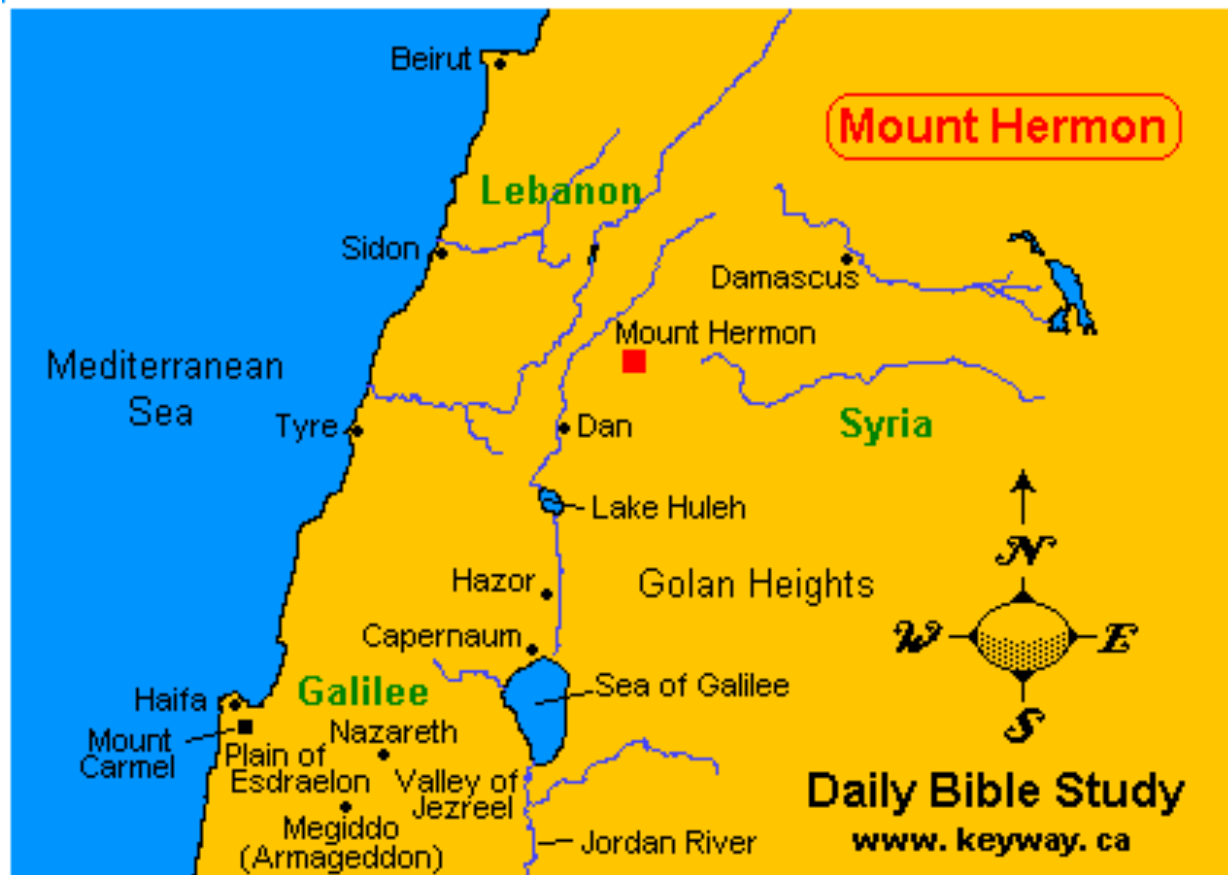 Beirut
Mount Hermon
Lebanon
Sidon
Damascus
Mount Hermon
Mediterranean
Sea
Syria
Tyre
Dan
Lake Huleh
N
Hazor
Golan Heights
Capernaum
W
E
Sea of Galilee
Galilee
Haifa
S
Mount
Carmel
Nazareth
Plain of
Esdraelon
Valley of
Jezreel
Megiddo
(Armageddon)
Jordan River
Daily Bible Study
www.keyway.ca